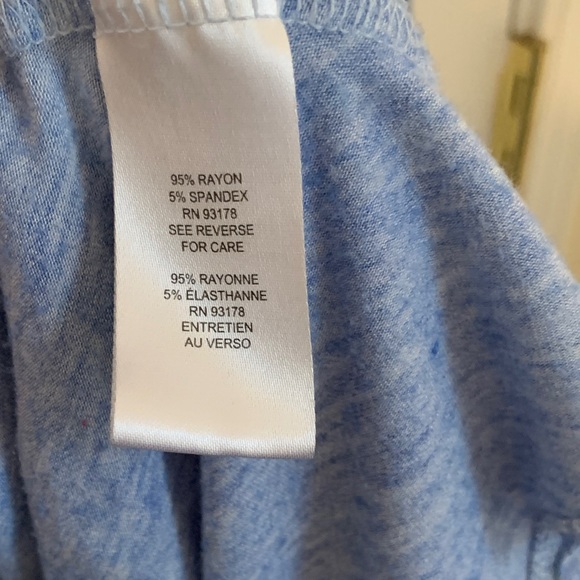 95% RAYON
5% SPANDEX
RN 93178
SEE REVERSE
FOR CARE
95% RAYONNE
5% ÉLASTHANNE
RN 93178
ENTRETIEN
AU VERSO